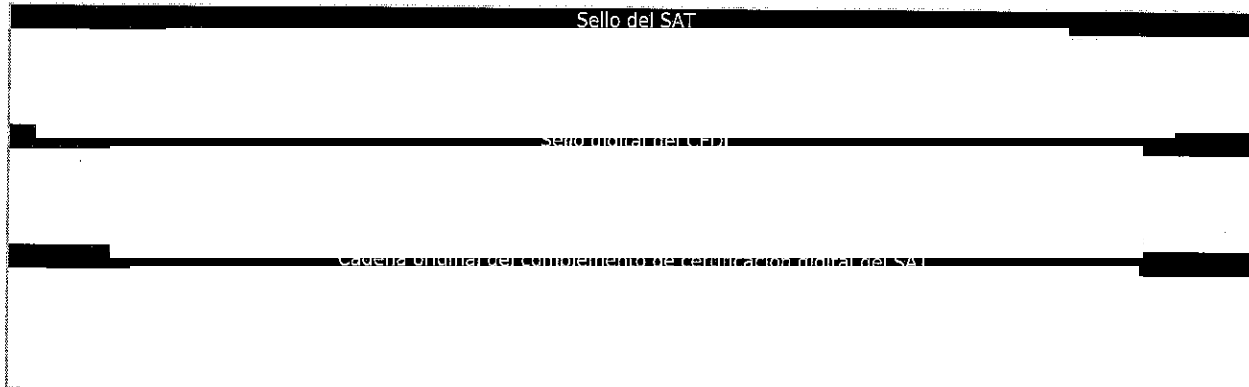 Sello del SAT
Sello digital del CFDI
Cadena original del complemento de certificación digital del SAT